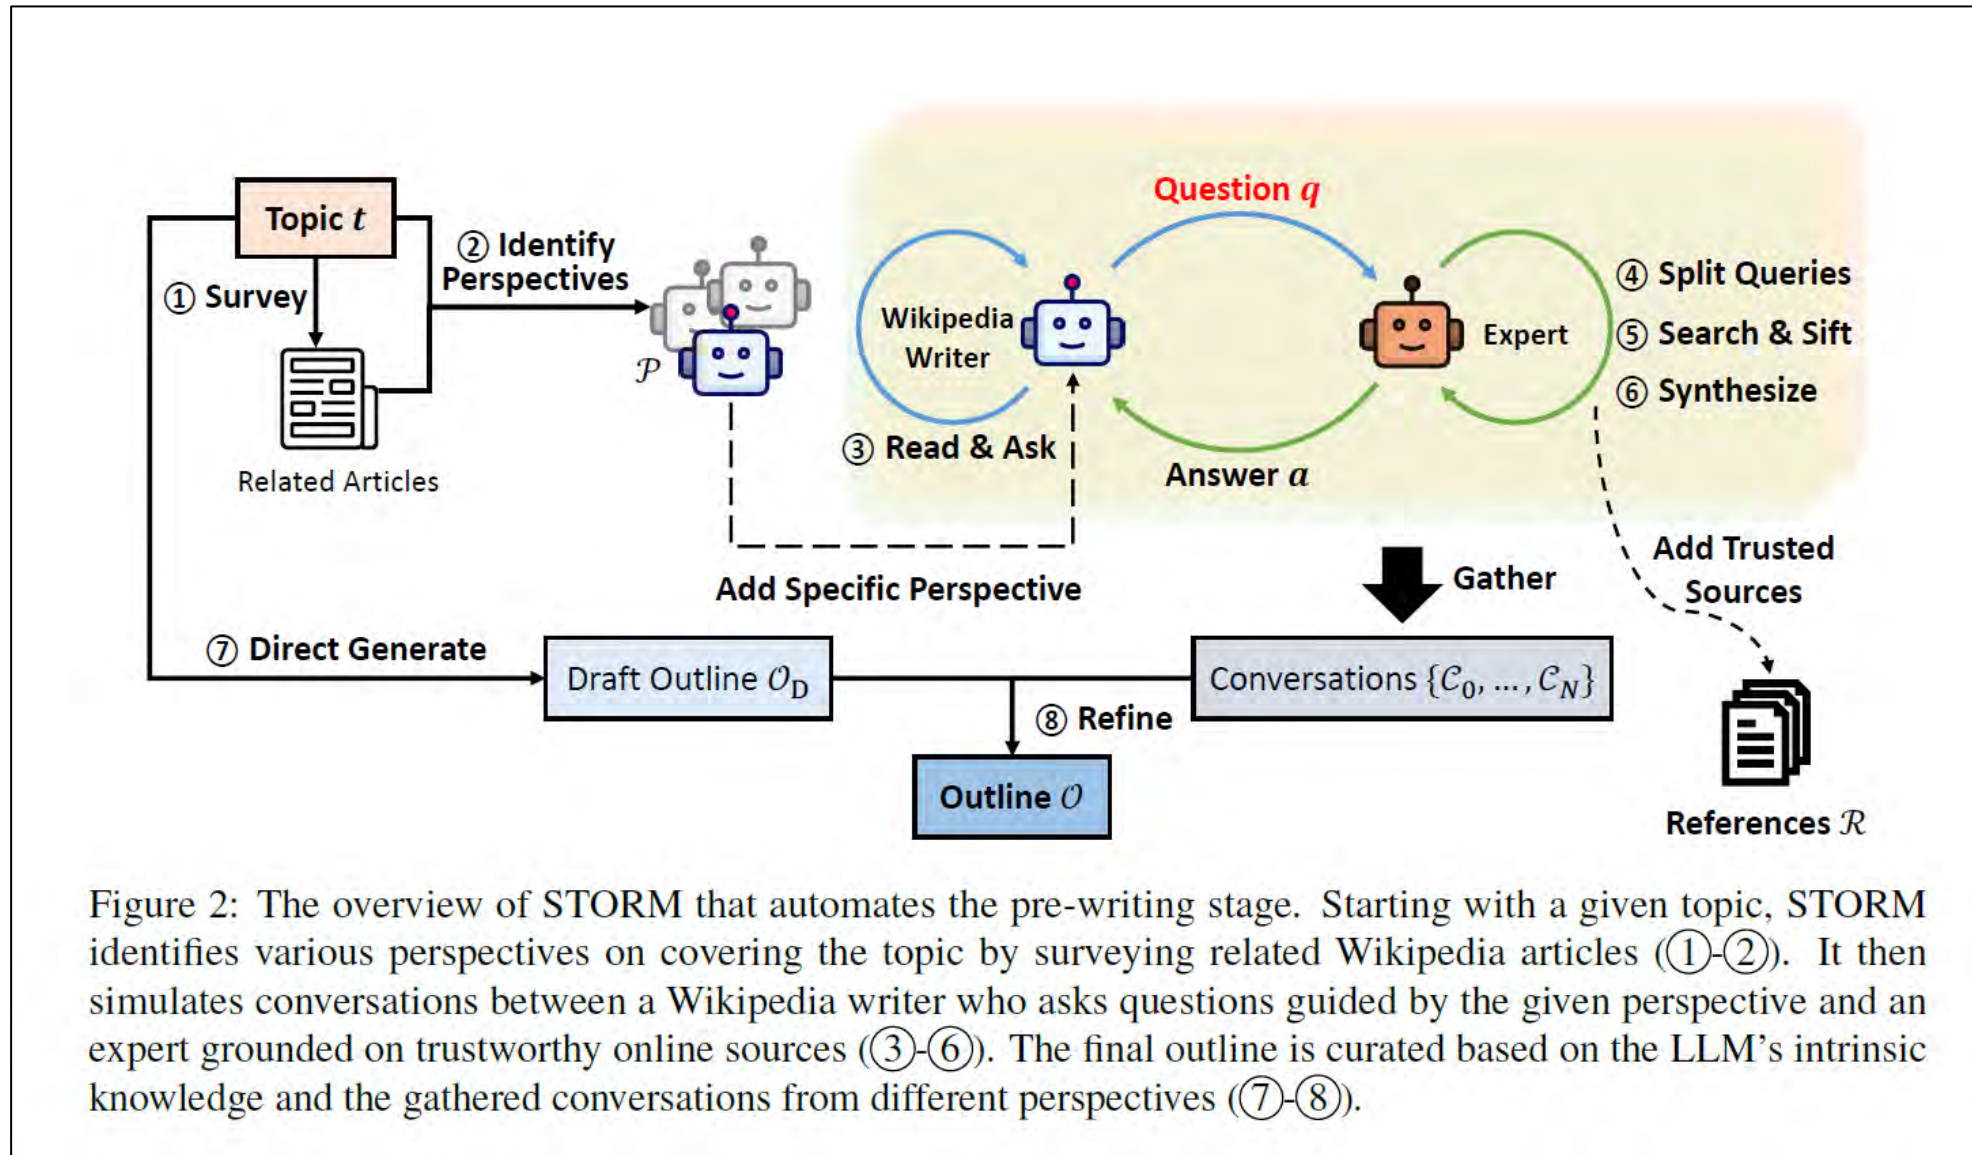 Topic t
② Identify
Perspectives
① Survey
Related Articles
𝒫
Add Specific Perspective
Question q
Wikipedia
Writer
③ Read & Ask
Expert
④ Split Queries
⑤ Search & Sift
⑥ Synthesize
Answer a
Gather
Add Trusted
Sources
⑦ Direct Generate
Draft Outline 𝒪_D
Conversations {𝒞_0, ..., 𝒞_N}
⑧ Refine
Outline 𝒪
References ℛ
Figure 2: The overview of STORM that automates the pre-writing stage. Starting with a given topic, STORM
identifies various perspectives on covering the topic by surveying related Wikipedia articles (①-②). It then
simulates conversations between a Wikipedia writer who asks questions guided by the given perspective and an
expert grounded on trustworthy online sources (③-⑥). The final outline is curated based on the LLM's intrinsic
knowledge and the gathered conversations from different perspectives (⑦-⑧).